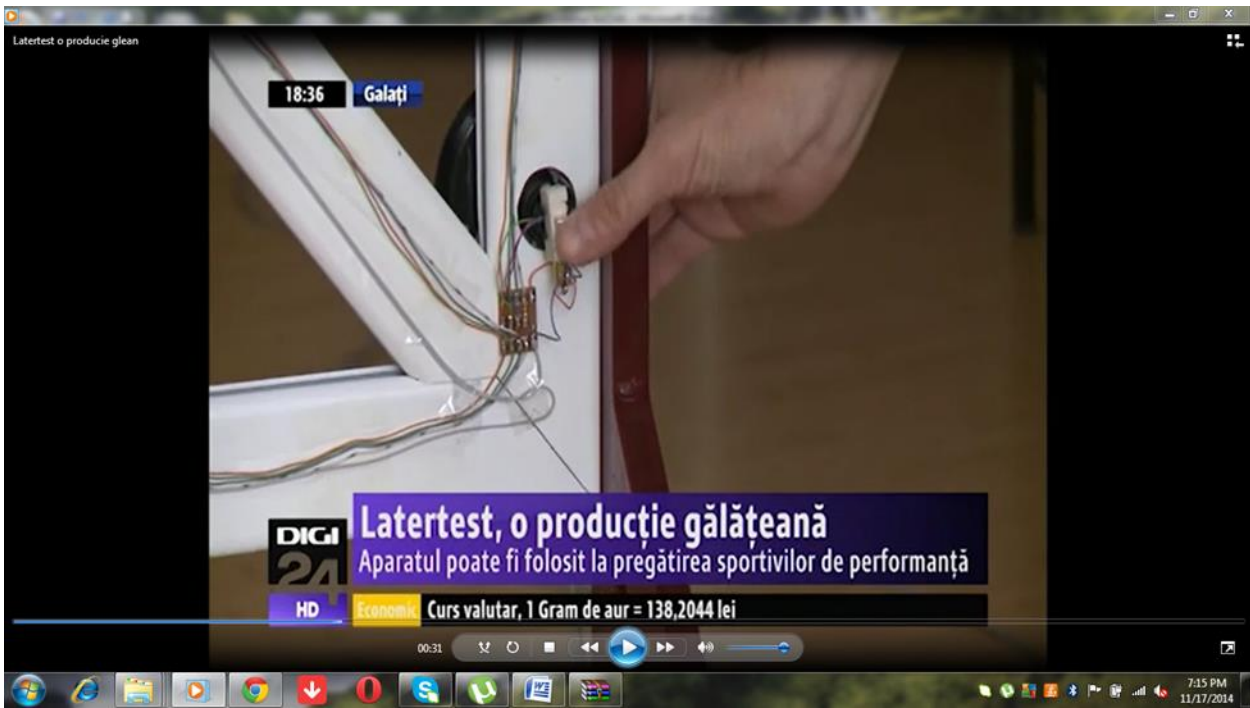 Latertest o producie glean
18:36 Galați
Latertest, o producție gălățeană
Aparatul poate fi folosit la pregătirea sportivilor de performanță
DIGI
24
HD
Economic Curs valutar, 1 Gram de aur = 138,2044 lei
00:31
7:15 PM
11/17/2014